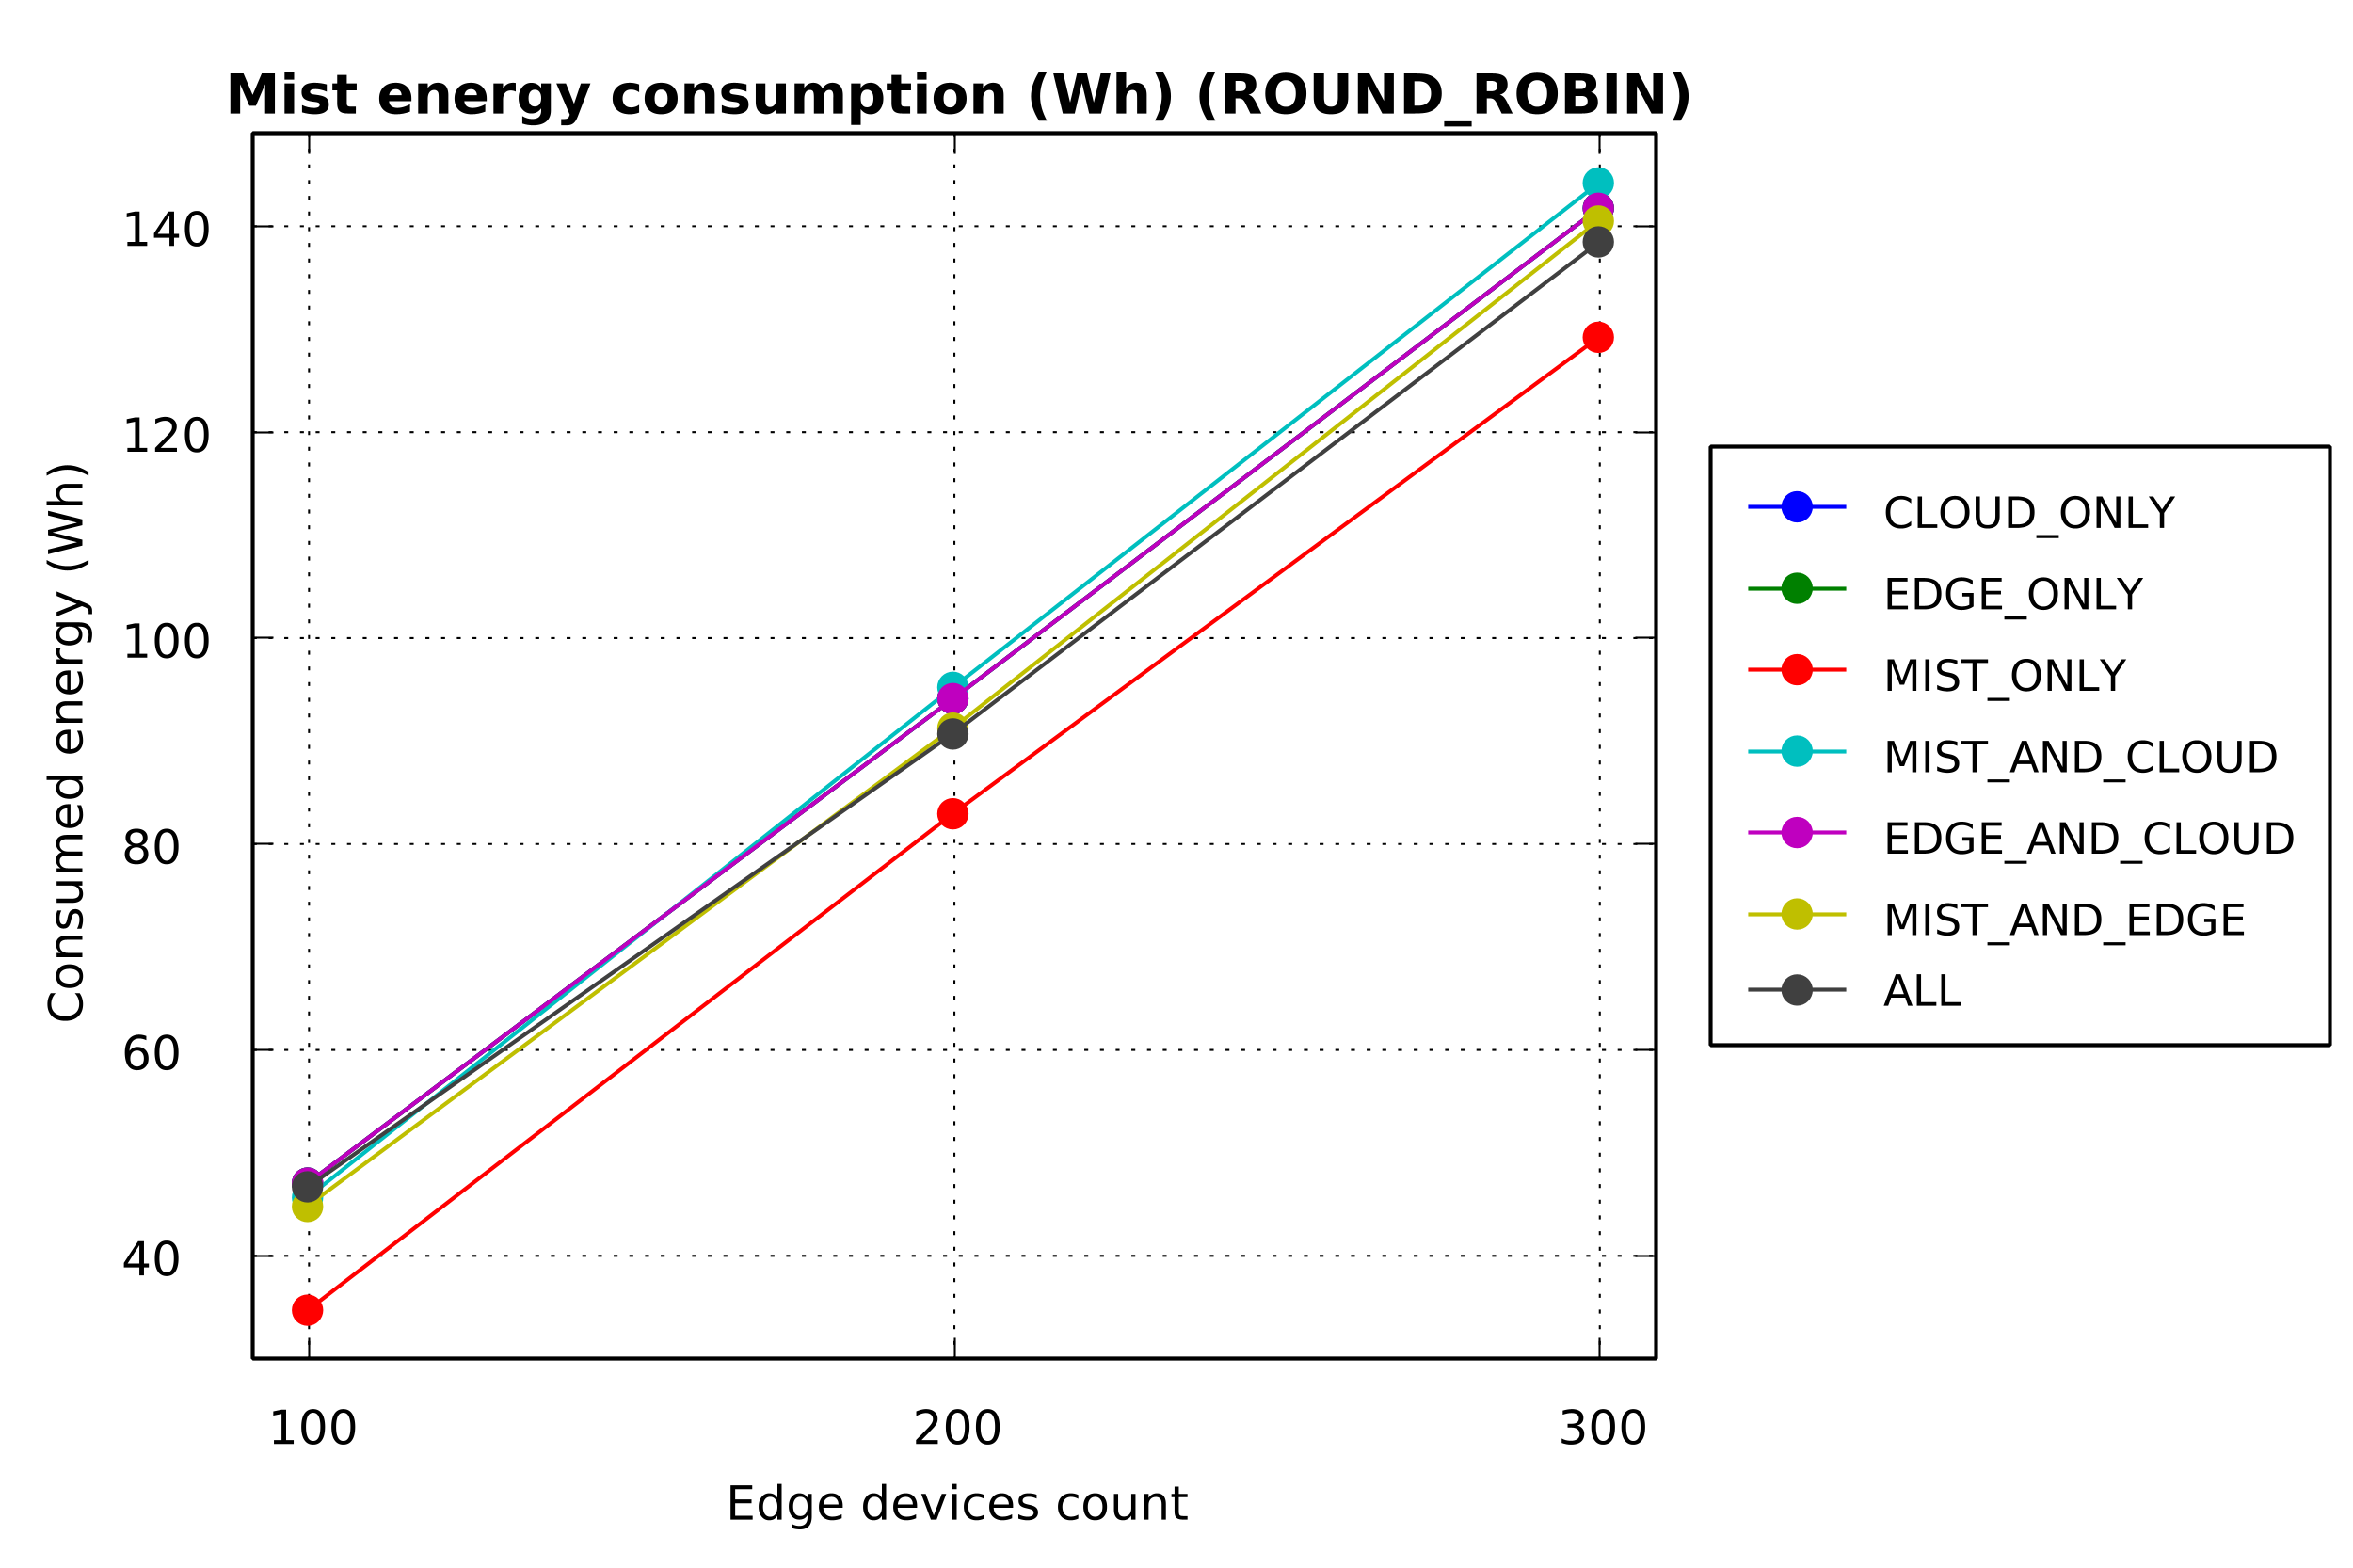 Mist energy consumption (Wh) (ROUND_ROBIN)
140
120
100
80
60
40
Consumed energy (Wh)
100
200
300
Edge devices count
CLOUD_ONLY
EDGE_ONLY
MIST_ONLY
MIST_AND_CLOUD
EDGE_AND_CLOUD
MIST_AND_EDGE
ALL